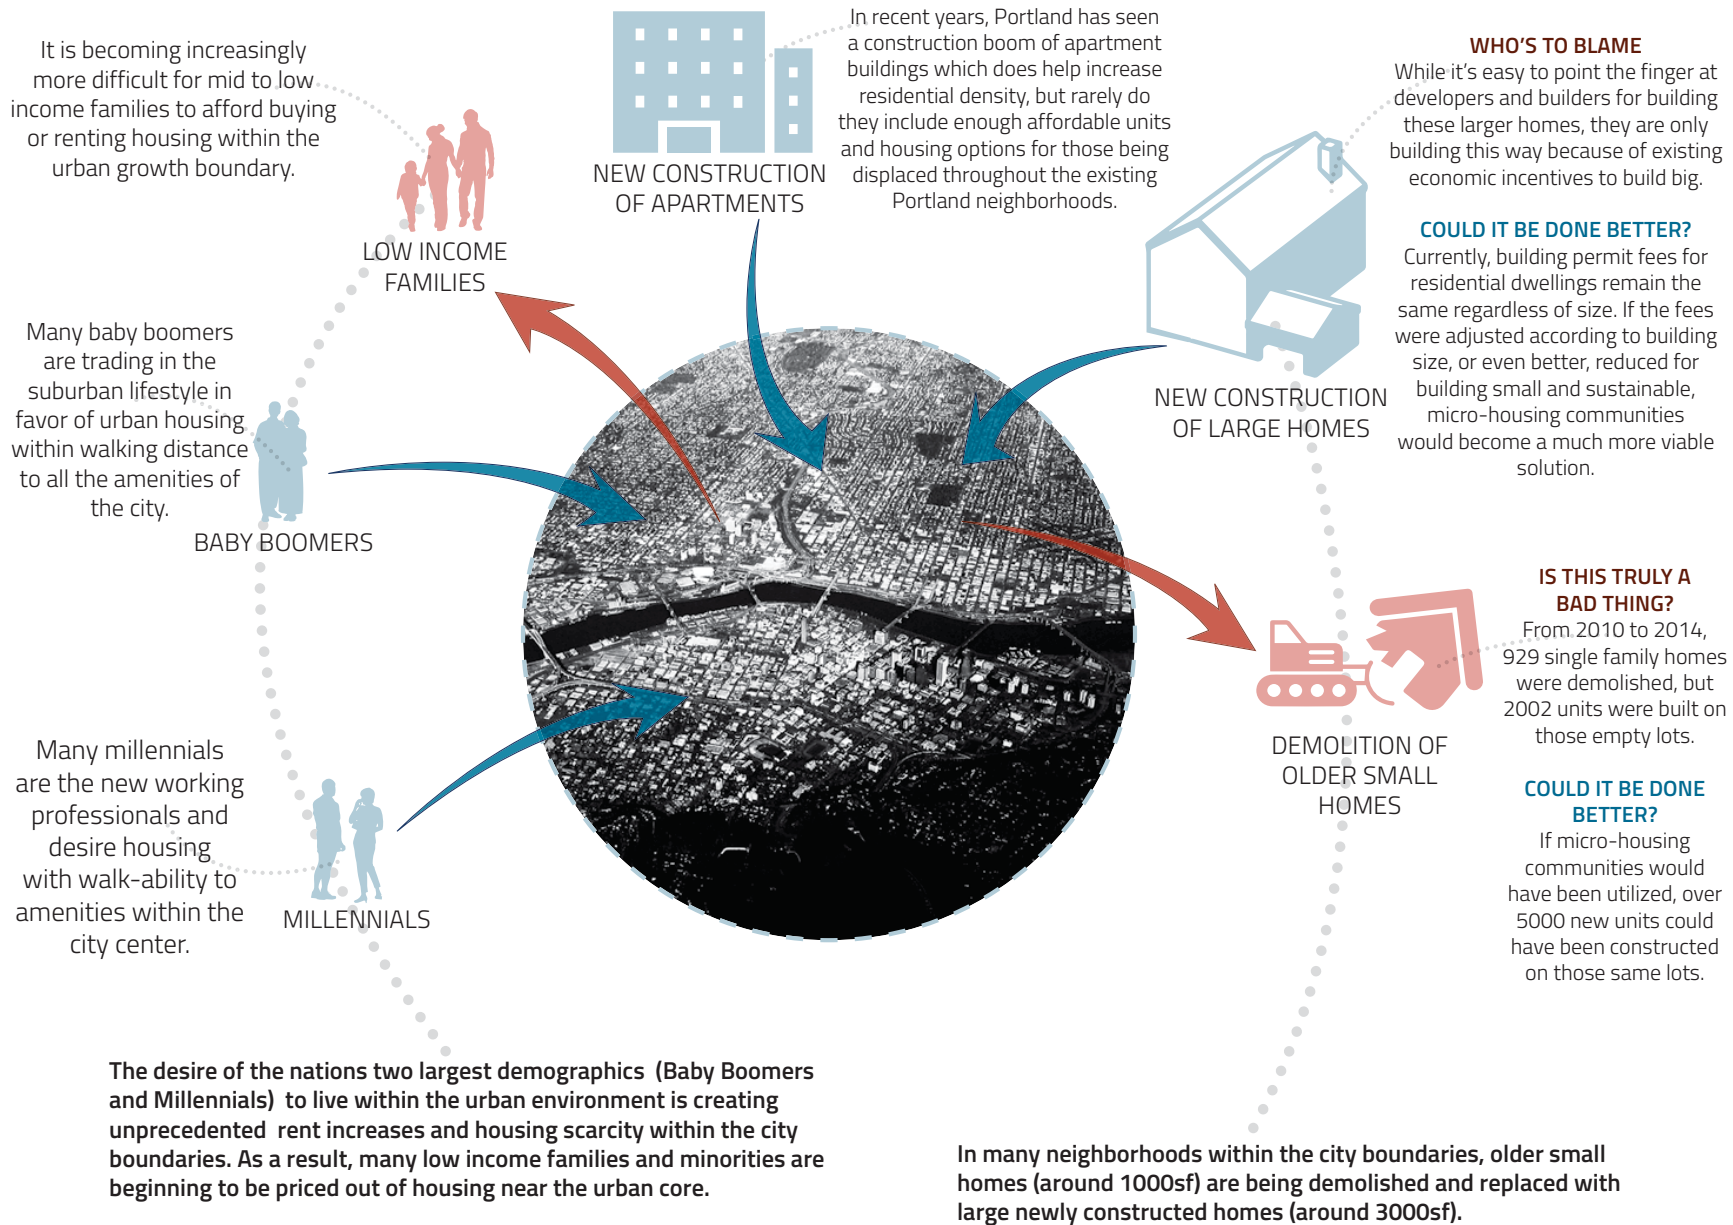 It is becoming increasingly
more difficult for mid to low
income families to afford buying
or renting housing within the
urban growth boundary.
LOW INCOME
FAMILIES
Many baby boomers
are trading in the
suburban lifestyle in
favor of urban housing
within walking distance
to all the amenities of
the city.
BABY BOOMERS
Many millennials
are the new working
professionals and
desire housing
with walk-ability to
amenities within the
city center.
MILLENNIALS
The desire of the nations two largest demographics (Baby Boomers
and Millennials) to live within the urban environment is creating
unprecedented rent increases and housing scarcity within the city
boundaries. As a result, many low income families and minorities are
beginning to be priced out of housing near the urban core.
NEW CONSTRUCTION
OF APARTMENTS
In recent years, Portland has seen
a construction boom of apartment
buildings which does help increase
residential density, but rarely do
they include enough affordable units
and housing options for those being
displaced throughout the existing
Portland neighborhoods.
NEW CONSTRUCTION
OF LARGE HOMES
WHO'S TO BLAME
While it's easy to point the finger at
developers and builders for building
these larger homes, they are only
building this way because of existing
economic incentives to build big.
COULD IT BE DONE BETTER?
Currently, building permit fees for
residential dwellings remain the
same regardless of size. If the fees
were adjusted according to building
size, or even better, reduced for
building small and sustainable,
micro-housing communities
would become a much more viable
solution.
DEMOLITION OF
OLDER SMALL
HOMES
IS THIS TRULY A
BAD THING?
From 2010 to 2014,
929 single family homes
were demolished, but
2002 units were built on
those empty lots.
COULD IT BE DONE
BETTER?
If micro-housing
communities would
have been utilized, over
5000 new units could
have been constructed
on those same lots.
In many neighborhoods within the city boundaries, older small
homes (around 1000sf) are being demolished and replaced with
large newly constructed homes (around 3000sf).